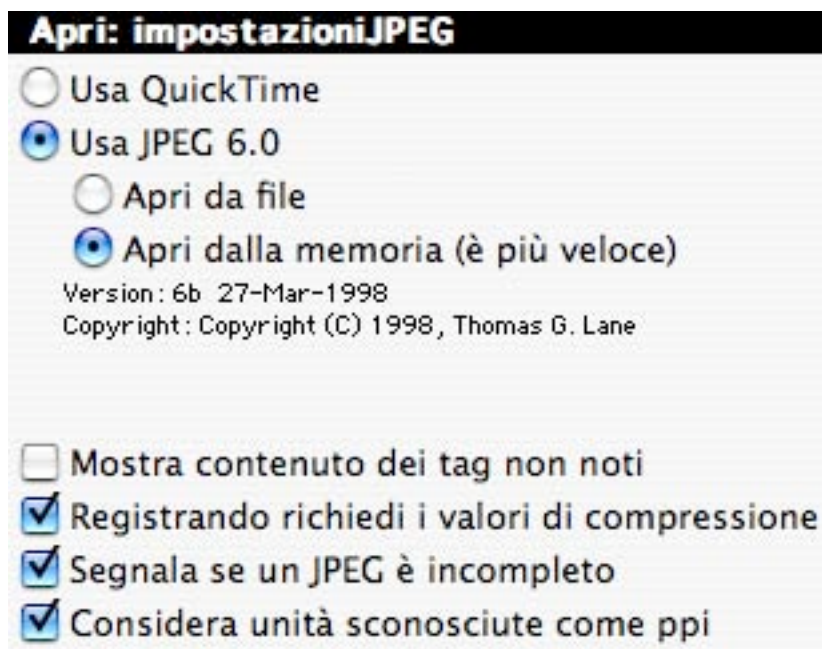 Apri: impostazioniJPEG
Usa QuickTime
Usa JPEG 6.0
Apri da file
Apri dalla memoria (è più veloce)
Version: 6b 27-Mar-1998
Copyright: Copyright (C) 1998, Thomas G. Lane
Mostra contenuto dei tag non noti
Registrando richiedi i valori di compressione
Segnala se un JPEG è incompleto
Considera unità sconosciute come ppi